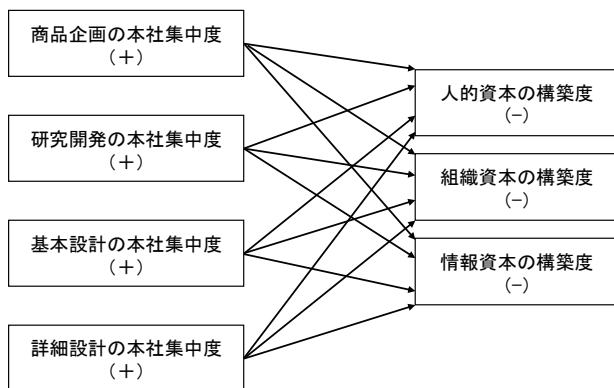 商品企画の本社集中度
（＋）
研究開発の本社集中度
（＋）
基本設計の本社集中度
（＋）
詳細設計の本社集中度
（＋）
人的資本の構築度
（−）
組織資本の構築度
（−）
情報資本の構築度
（−）